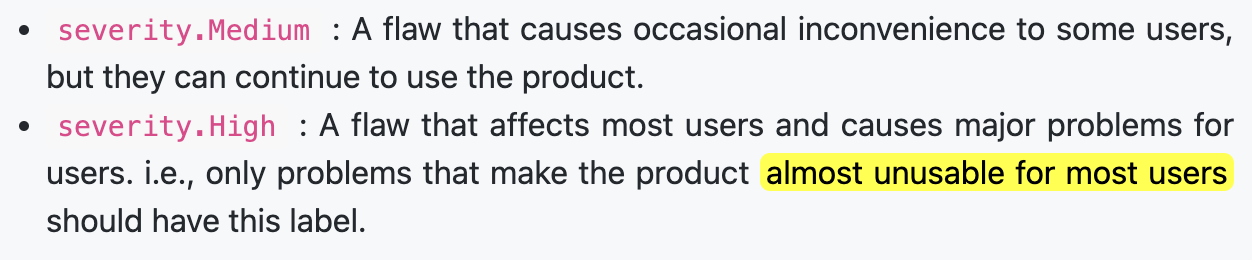 • severity.Medium : A flaw that causes occasional inconvenience to some users,
but they can continue to use the product.
• severity.High : A flaw that affects most users and causes major problems for
users. i.e., only problems that make the product almost unusable for most users
should have this label.